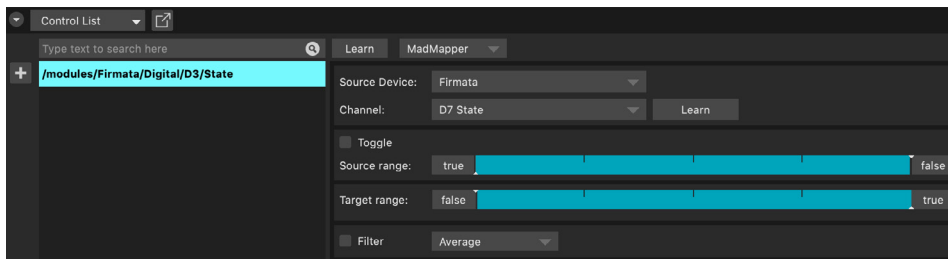 Control List
Type text to search here Learn MadMapper
/modules/Firmata/Digital/D3/State
Source Device: Firmata
Channel: D7 State Learn
Toggle
Source range: true false
Target range: false true
Filter Average